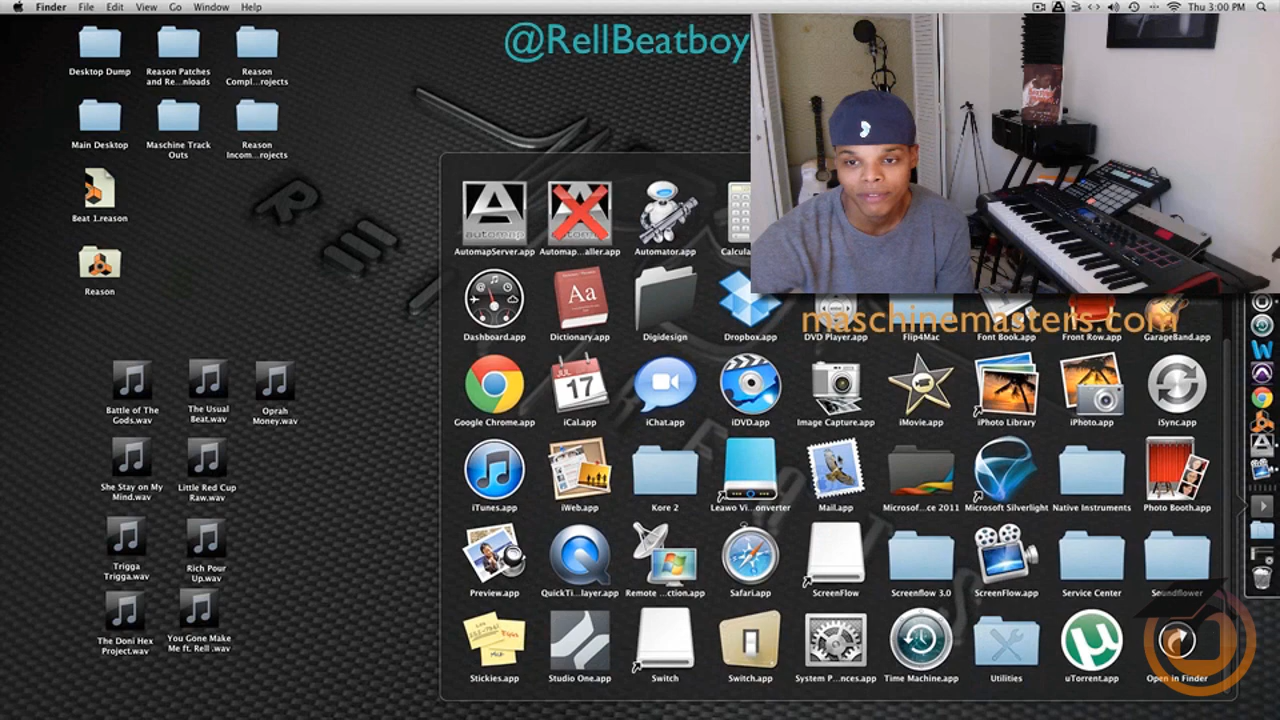 Finder File Edit View Go Window Help
Thu 3:00 PM
@RellBeatboy
Desktop Dump
Reason Patches
and Re...nloads
Reason
Compl...rojects
Main Desktop
Maschine Track
Outs
Reason
Incom...rojects
Beat 1.reason
Reason
Battle of The
Gods.wav
The Usual
Beat.wav
Oprah
Money.wav
She Stay on My
Mind.wav
Little Red Cup
Raw.wav
Trigga
Trigga.wav
Rich Pour
Up.wav
The Doni Hex
Project.wav
You Gone Make
Me ft. Rell .wav
AutomapServer.app
Automap...aller.app
Automator.app
Dashboard.app
Dictionary.app
Digidesign
Dropbox.app
DVD Player.app
Flip4Mac
Font Book.app
Front Row.app
GarageBand.app
maschinemasters.com
Google Chrome.app
JUL
17
iCal.app
iChat.app
iDVD.app
Image Capture.app
iMovie.app
iPhoto Library
iPhoto.app
iSync.app
iTunes.app
iWeb.app
Kore 2
Leawo Vi...onverter
Mail.app
Microsof...ce 2011
Microsoft Silverlight
Native Instruments
Photo Booth.app
Preview.app
QuickTi...layer.app
Remote ...ction.app
Safari.app
ScreenFlow
Screenflow 3.0
ScreenFlow.app
Service Center
Soundflower
Stickies.app
Studio One.app
Switch
Switch.app
System P...nces.app
Time Machine.app
Utilities
uTorrent.app
Open in Finder